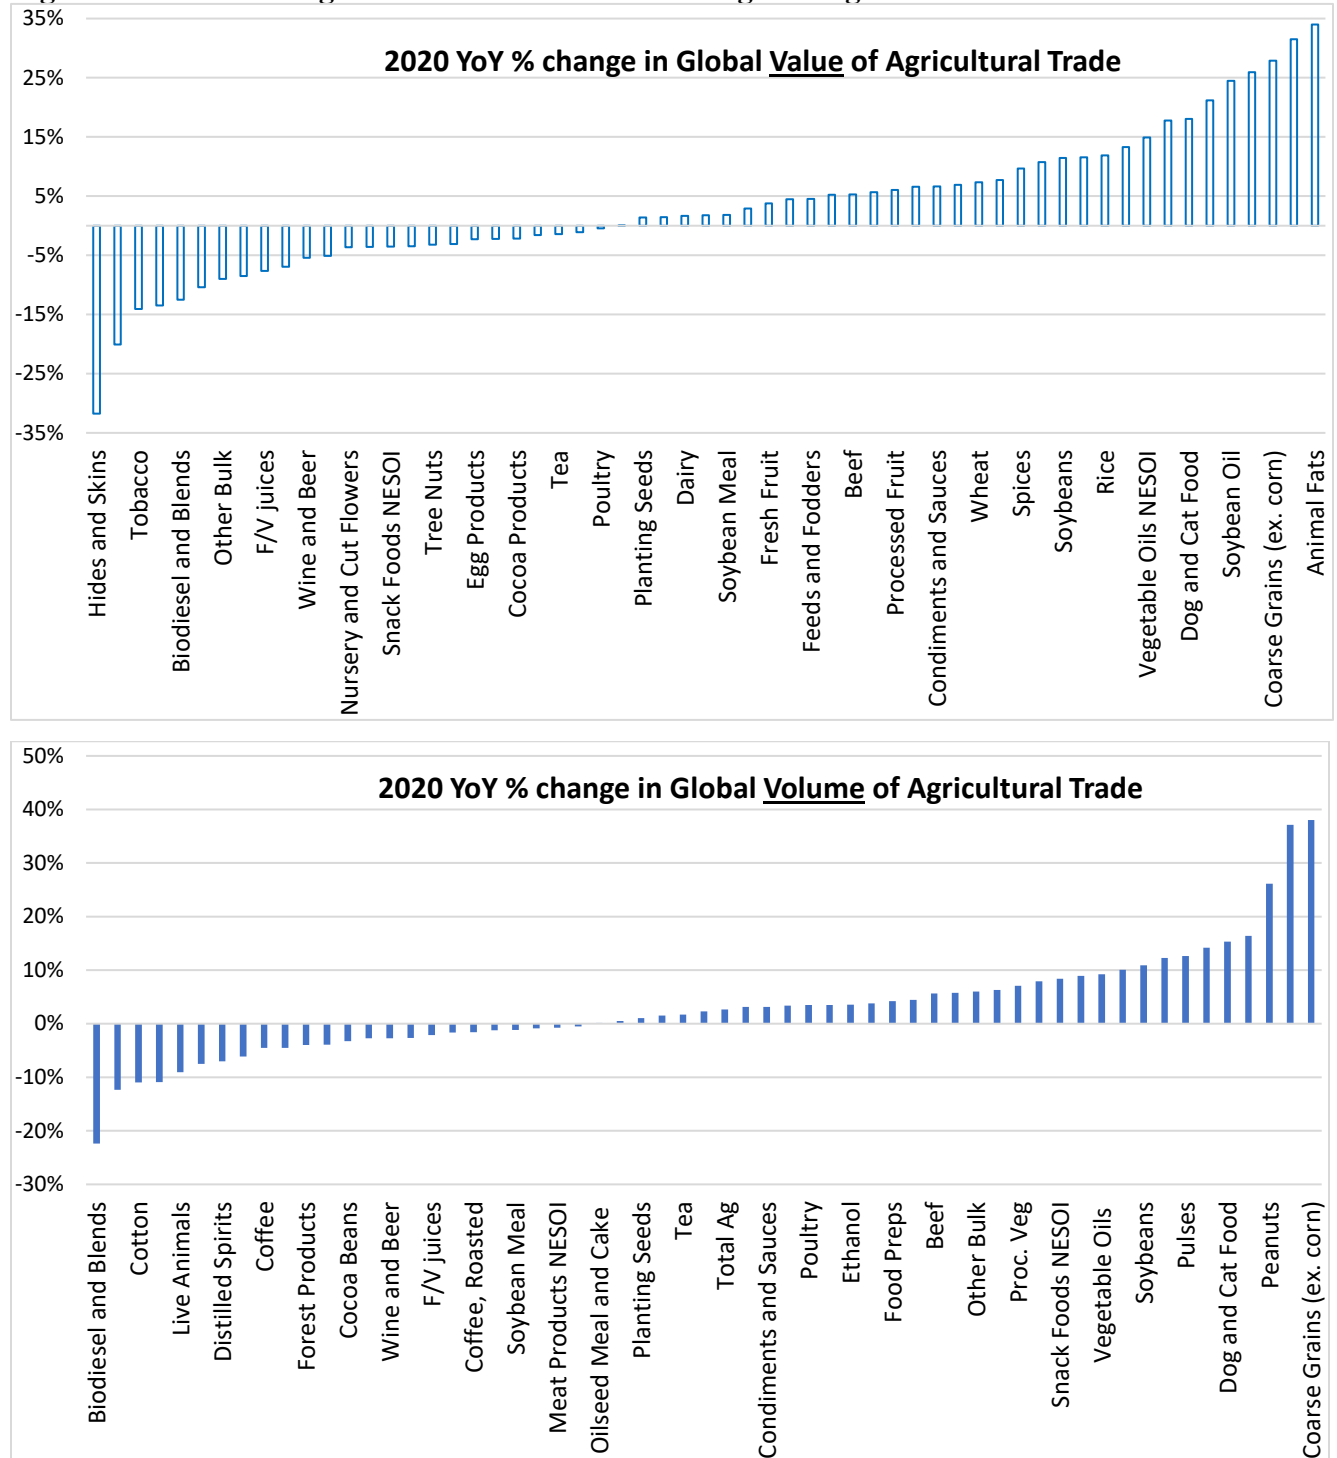 35%
2020 YoY % change in Global Value of Agricultural Trade
25%
15%
5%
-5%
-15%
-25%
-35%
Hides and Skins
Tobacco
Biodiesel and Blends
Other Bulk
F/V juices
Wine and Beer
Nursery and Cut Flowers
Snack Foods NESOI
Tree Nuts
Egg Products
Cocoa Products
Tea
Poultry
Planting Seeds
Dairy
Soybean Meal
Fresh Fruit
Feeds and Fodders
Beef
Processed Fruit
Condiments and Sauces
Wheat
Spices
Soybeans
Rice
Vegetable Oils NESOI
Dog and Cat Food
Soybean Oil
Coarse Grains (ex. corn)
Animal Fats
50%
2020 YoY % change in Global Volume of Agricultural Trade
40%
30%
20%
10%
0%
-10%
-20%
-30%
Biodiesel and Blends
Cotton
Live Animals
Distilled Spirits
Coffee
Forest Products
Cocoa Beans
Wine and Beer
F/V juices
Coffee, Roasted
Soybean Meal
Meat Products NESOI
Oilseed Meal and Cake
Planting Seeds
Tea
Total Ag
Condiments and Sauces
Poultry
Ethanol
Food Preps
Beef
Other Bulk
Proc. Veg
Snack Foods NESOI
Vegetable Oils
Soybeans
Pulses
Dog and Cat Food
Peanuts
Coarse Grains (ex. corn)